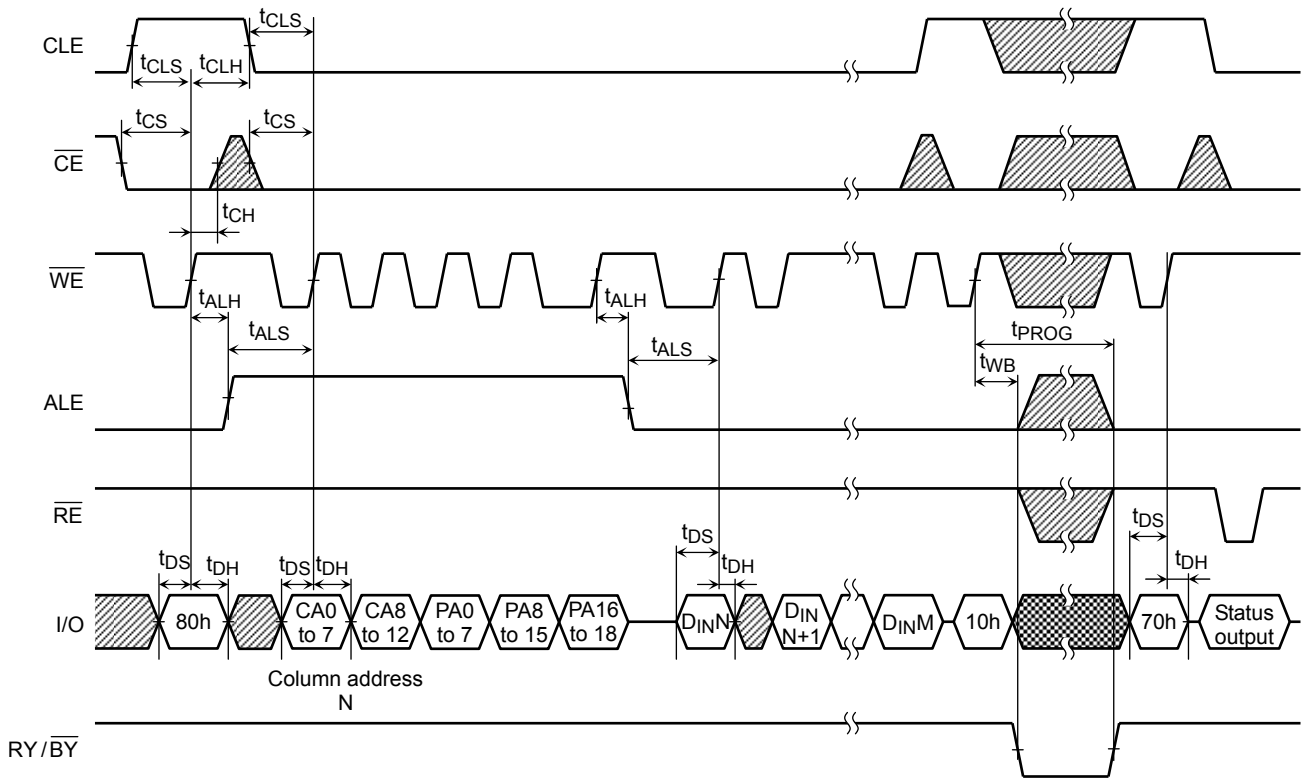 CLE
tCLS
tCLS tCLH
CE
tCS tCS
tCH
WE
tALH tALH
tALS tALS
tPROG
tWB
ALE
RE
tDS tDH tDS tDH tDS tDH tDS tDH
I/O
80h
CA0 to 7
CA8 to 12
PA0 to 7
PA8 to 15
PA16 to 18
DINN
DIN N+1
DINM
10h
70h
Status output
Column address
N
RY/BY